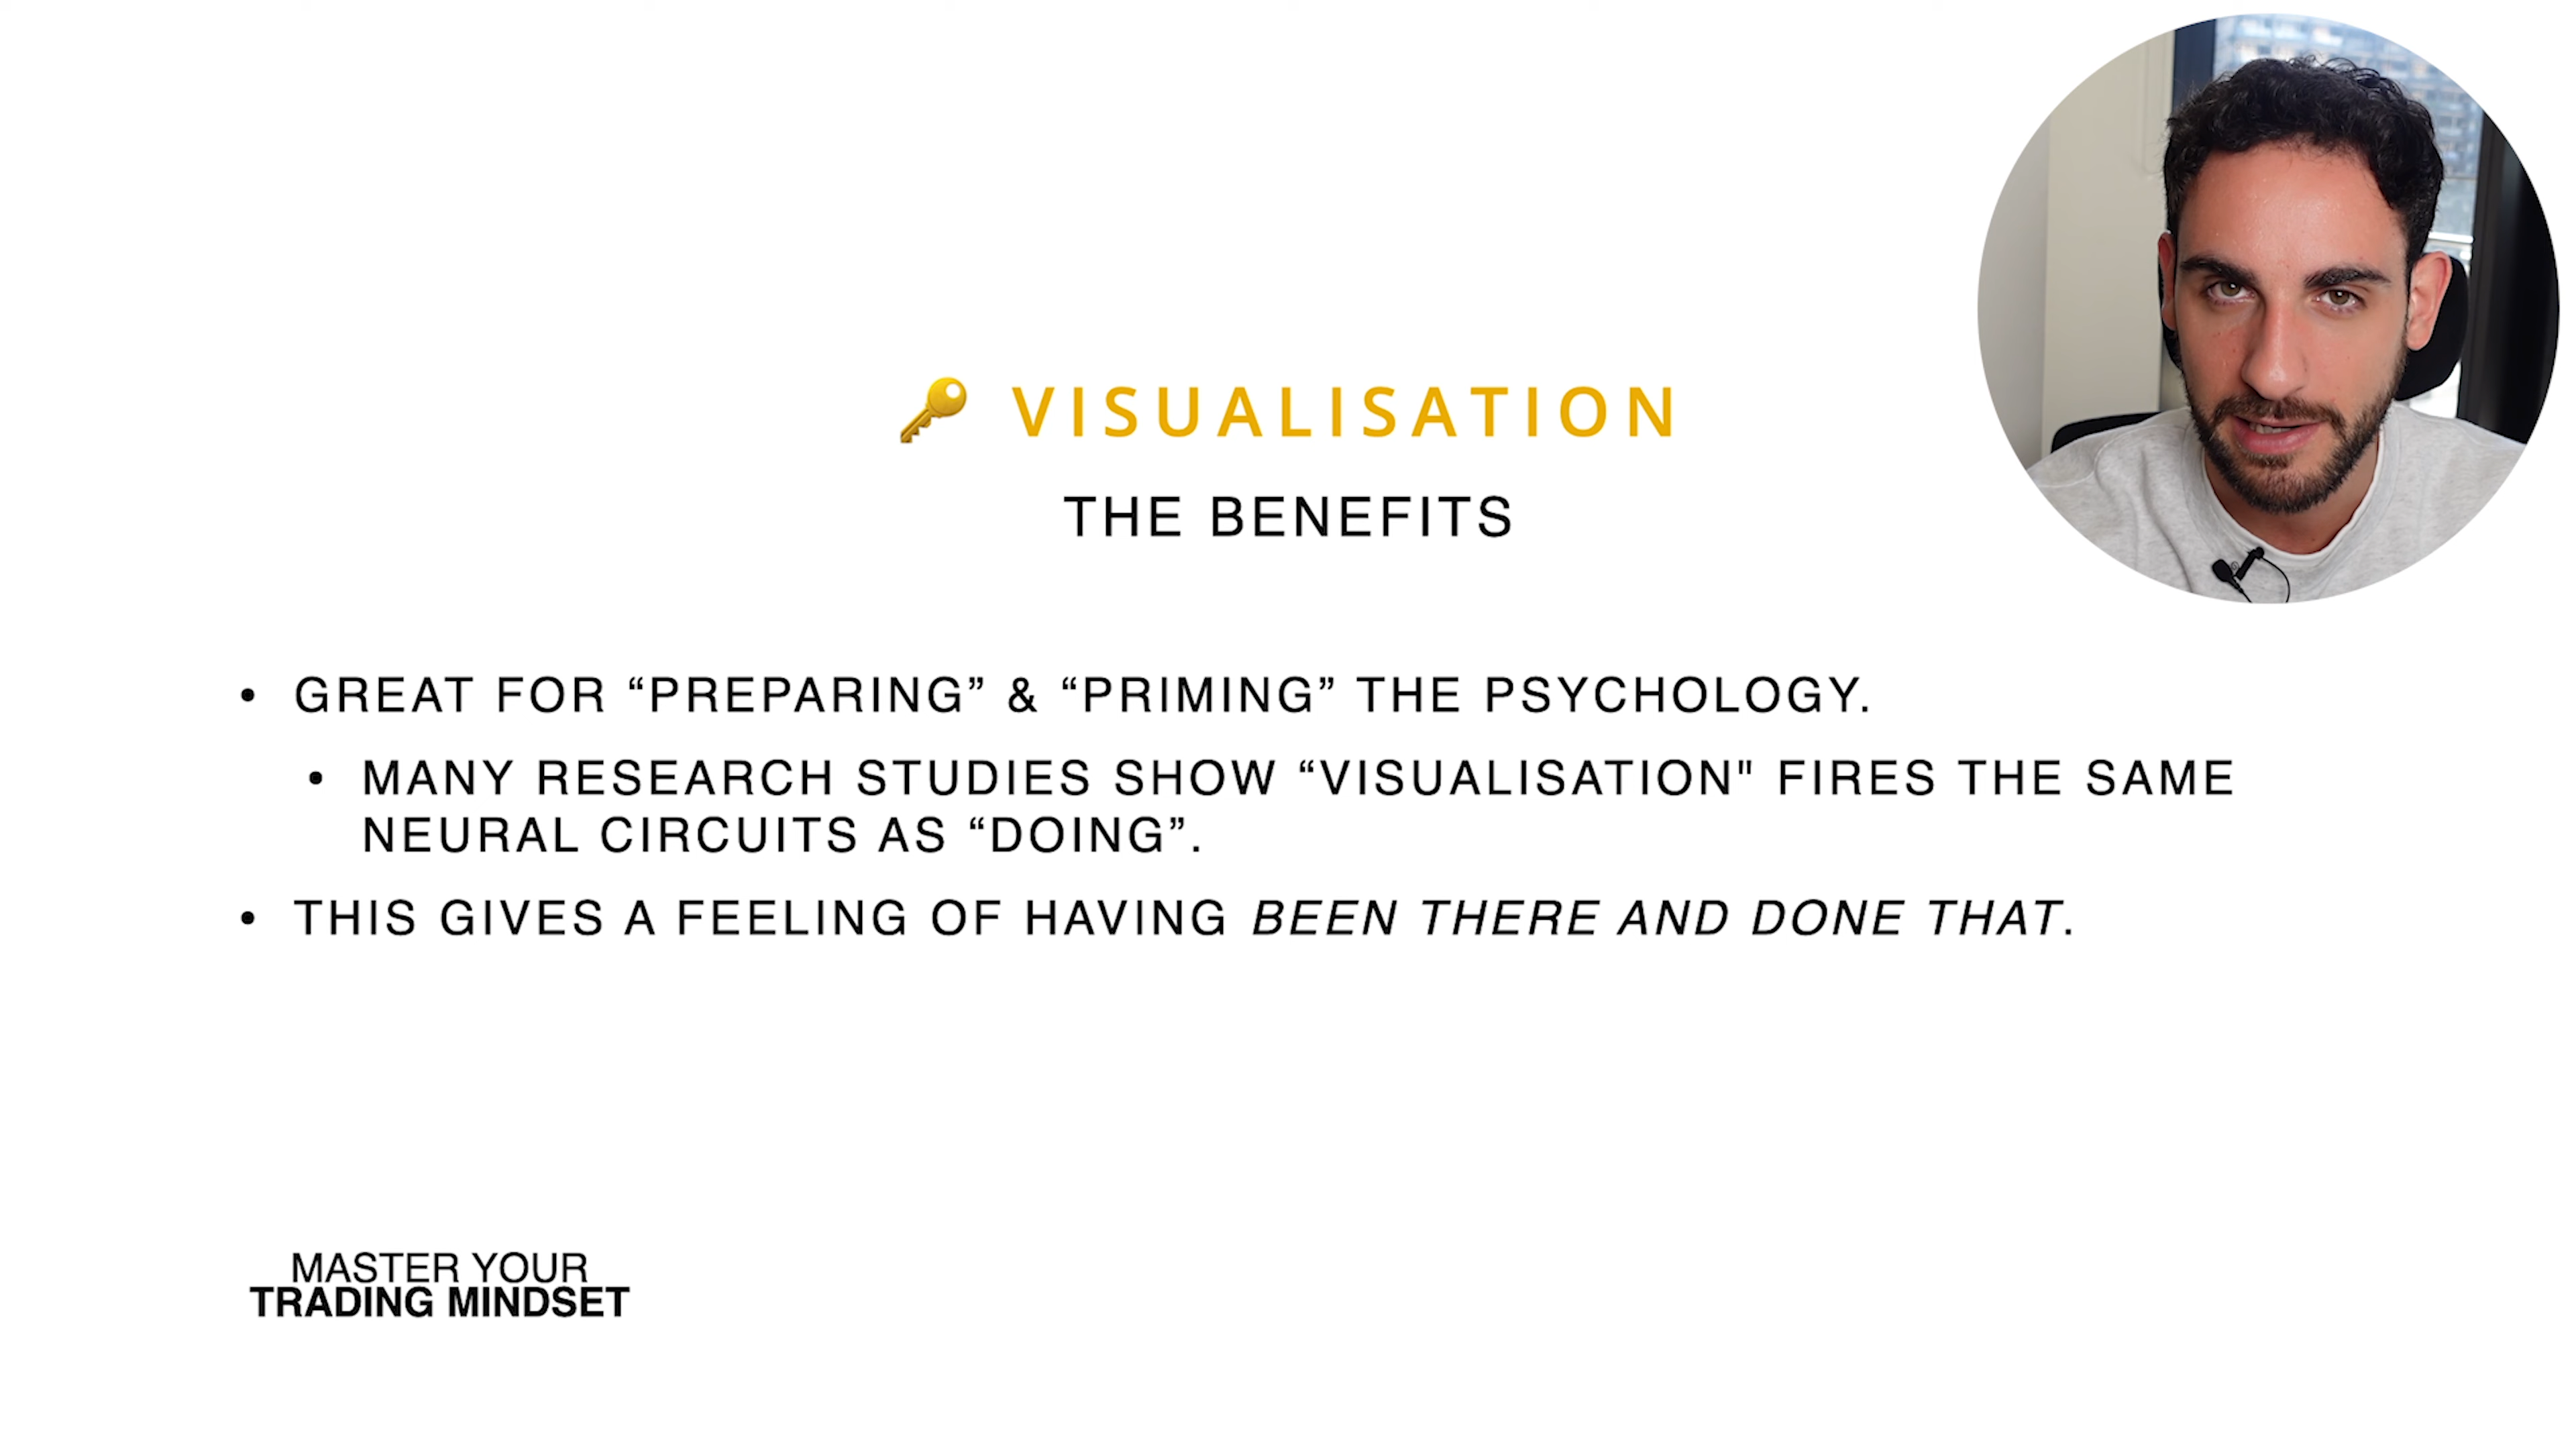 🔑 VISUALISATION
THE BENEFITS
• GREAT FOR “PREPARING” & “PRIMING” THE PSYCHOLOGY.
• MANY RESEARCH STUDIES SHOW “VISUALISATION" FIRES THE SAME
NEURAL CIRCUITS AS “DOING”.
• THIS GIVES A FEELING OF HAVING BEEN THERE AND DONE THAT.
MASTER YOUR
TRADING MINDSET